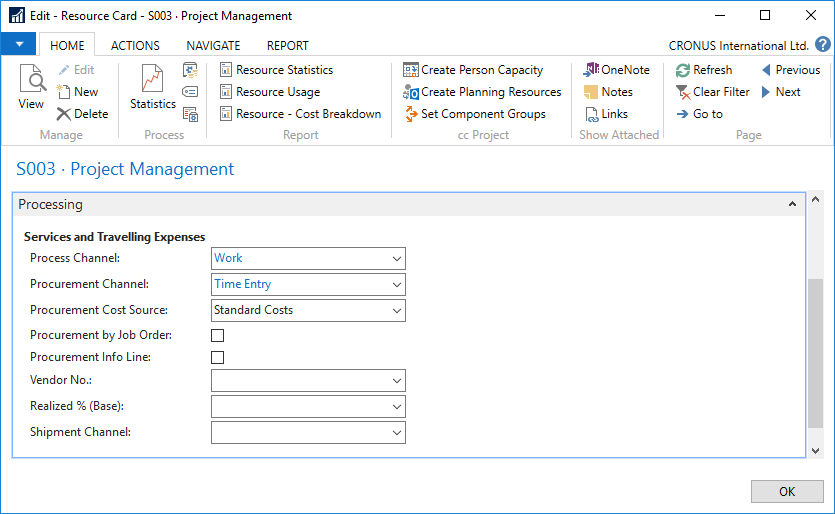 Edit - Resource Card - S003 · Project Management
HOME ACTIONS NAVIGATE REPORT CRONUS International Ltd. ?
View
Edit
New
Delete
Manage
Statistics
Process
Resource Statistics
Resource Usage
Resource - Cost Breakdown
Report
Create Person Capacity
Create Planning Resources
Set Component Groups
cc Project
OneNote
Notes
Links
Show Attached
Refresh
Clear Filter
Go to
Previous
Next
Page
S003 · Project Management
Processing
Services and Travelling Expenses
Process Channel: Work
Procurement Channel: Time Entry
Procurement Cost Source: Standard Costs
Procurement by Job Order:
Procurement Info Line:
Vendor No.:
Realized % (Base):
Shipment Channel:
OK